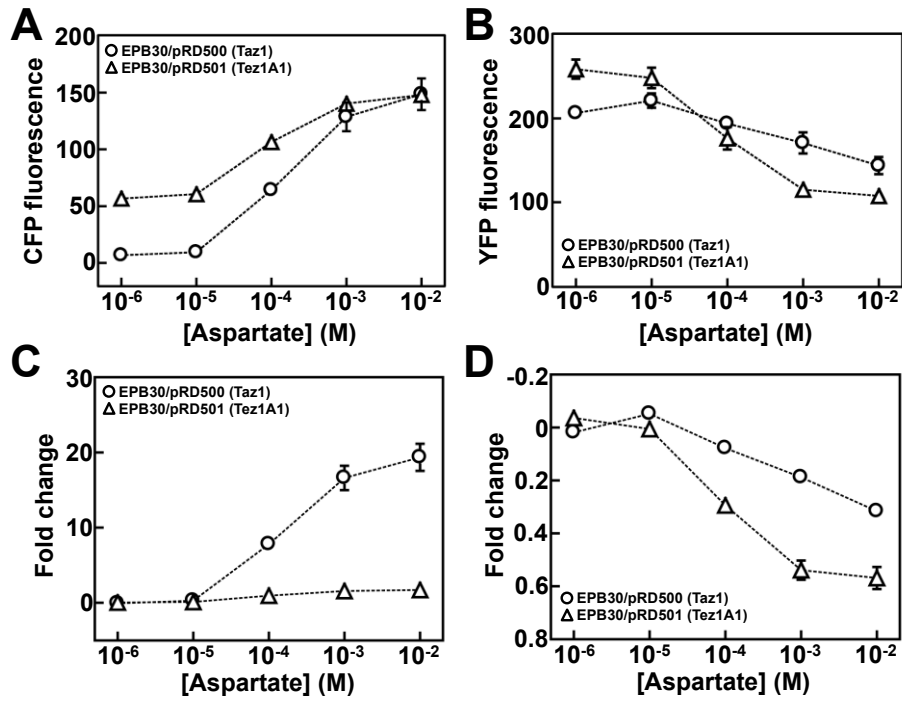 A
CFP fluorescence
200
150
100
50
0
EPB30/pRD500 (Taz1)
EPB30/pRD501 (Tez1A1)
10-6 10-5 10-4 10-3 10-2
[Aspartate] (M)
B
YFP fluorescence
300
200
100
0
EPB30/pRD500 (Taz1)
EPB30/pRD501 (Tez1A1)
10-6 10-5 10-4 10-3 10-2
[Aspartate] (M)
C
Fold change
30
20
10
0
EPB30/pRD500 (Taz1)
EPB30/pRD501 (Tez1A1)
10-6 10-5 10-4 10-3 10-2
[Aspartate] (M)
D
Fold change
-0.2
0
0.2
0.4
0.6
0.8
EPB30/pRD500 (Taz1)
EPB30/pRD501 (Tez1A1)
10-6 10-5 10-4 10-3 10-2
[Aspartate] (M)